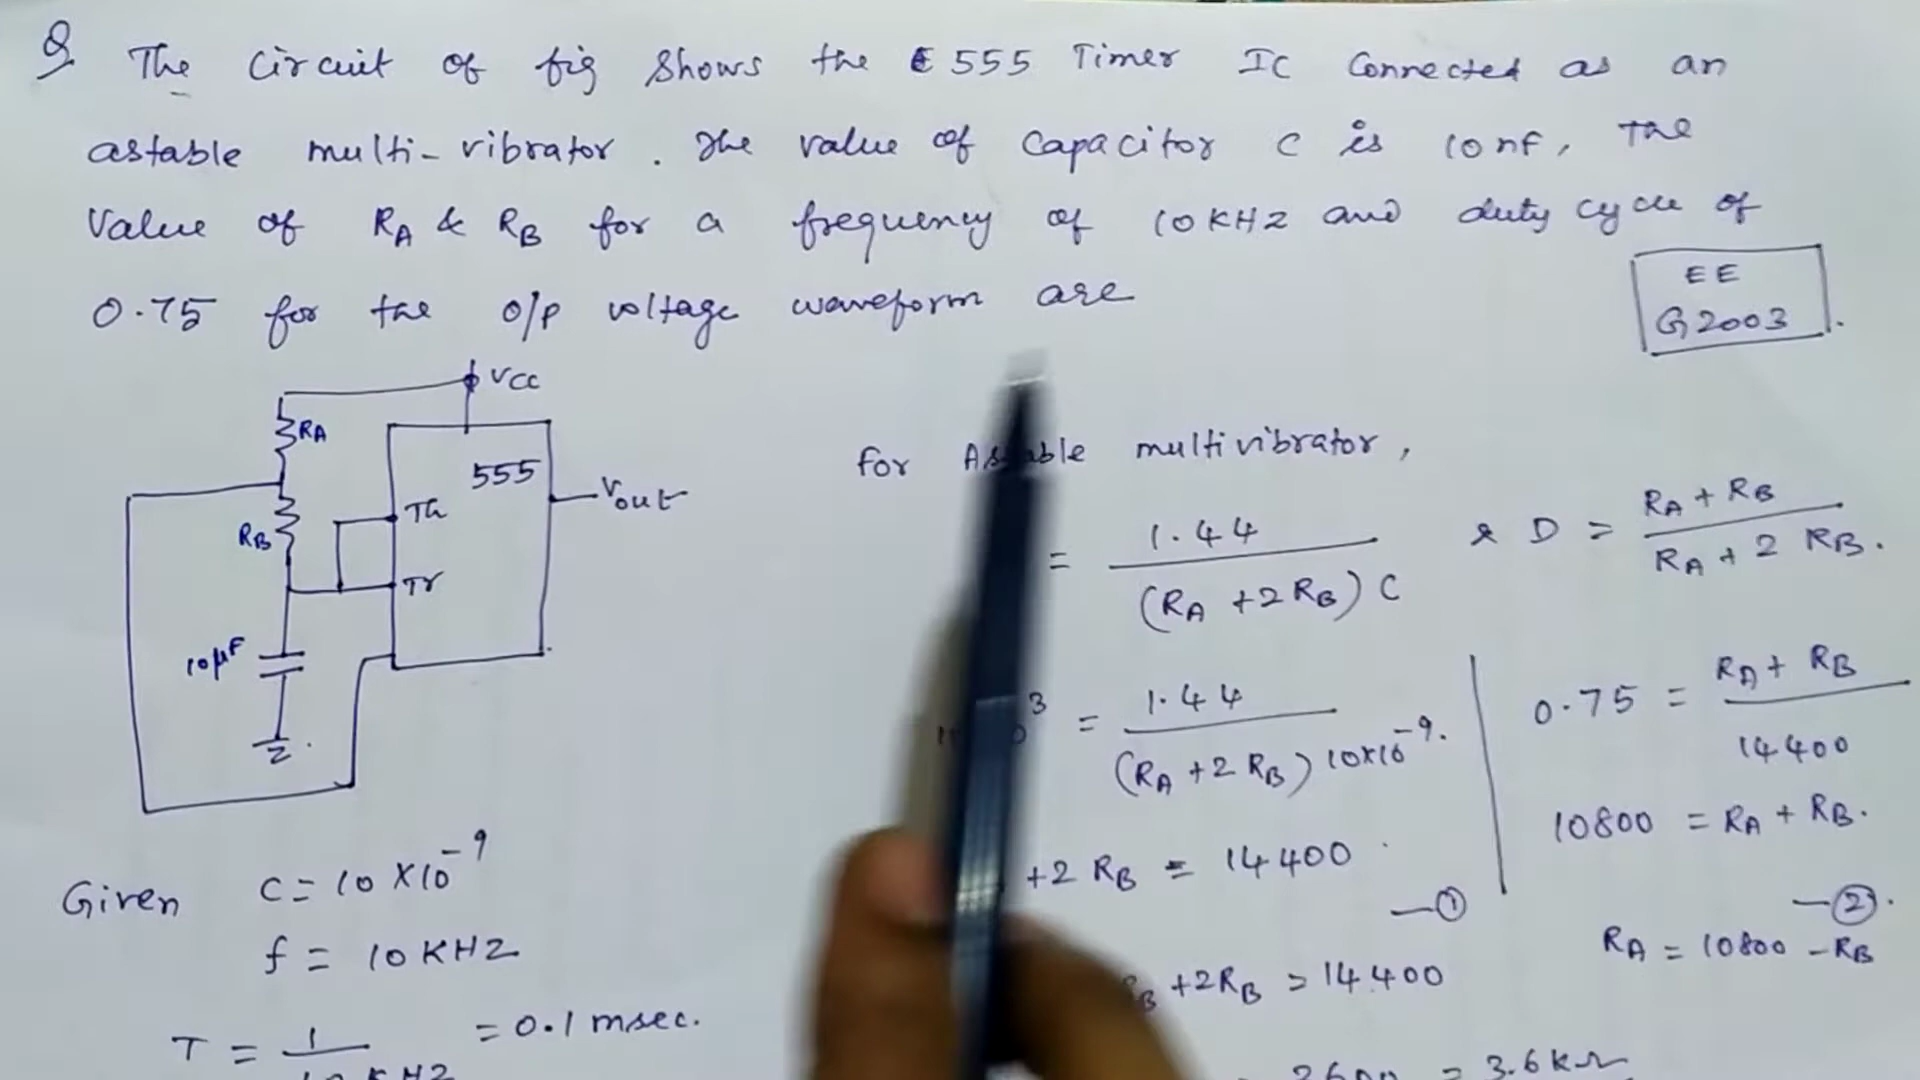 Q The circuit of fig shows the 555 Timer IC connected as an
astable multi-vibrator. The value of capacitor C is 10nf, The
Value of RA & RB for a frequency of 10KHZ and duty cycle of
0.75 for the o/p voltage waveform are
EE
G2003
VCC
RA
555
Vout
Th
RB
Tr
10μF
for multivibrator,
= 1.44 / (RA + 2RB) C
& D = RA + RB / RA + 2 RB.
3 = 1.44 / (RA + 2 RB) 10×10^-9.
+2 RB = 14400
—①
+2RB = 14400
= 3.6KΩ
0.75 = RA + RB / 14400
10800 = RA + RB.
—②.
RA = 10800 - RB
Given C = 10×10^-9
f = 10KHZ
T = 1 / KHZ = 0.1 msec.